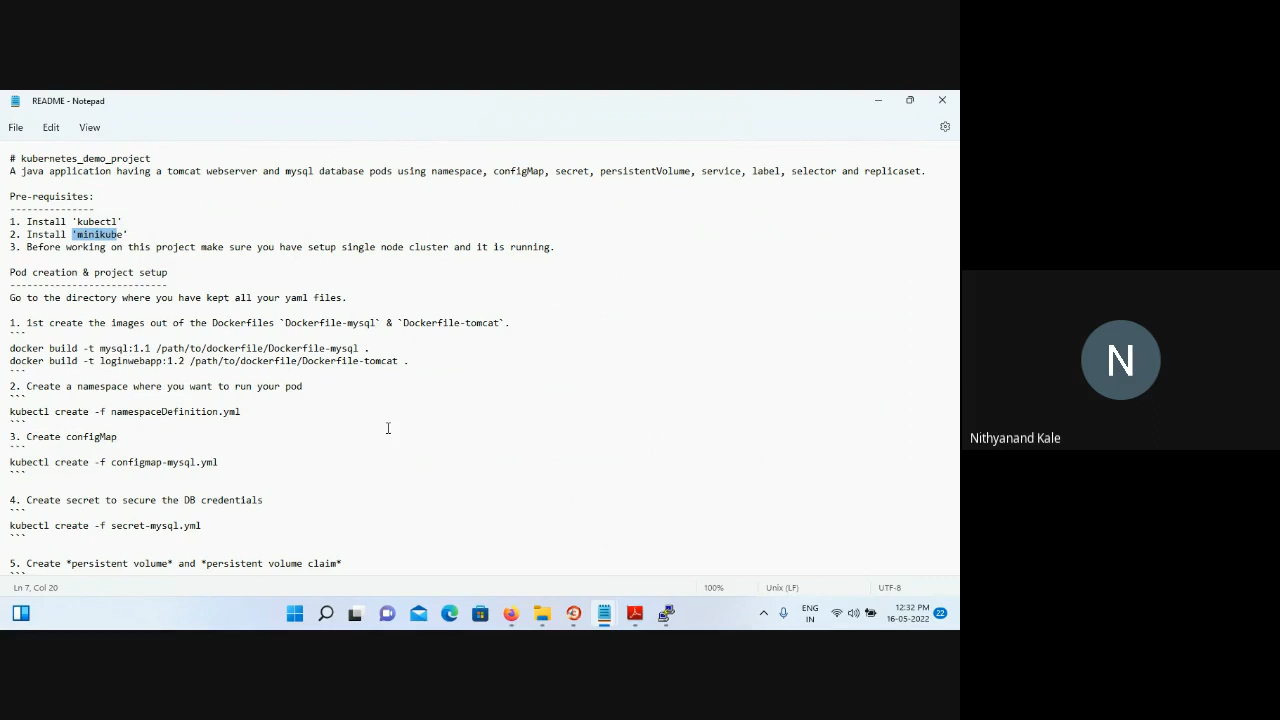 README - Notepad
File Edit View
# kubernetes_demo_project
A java application having a tomcat webserver and mysql database pods using namespace, configMap, secret, persistentVolume, service, label, selector and replicaset.
Pre-requisites:
---------------
1. Install 'kubectl'
2. Install 'minikube'
3. Before working on this project make sure you have setup single node cluster and it is running.
Pod creation & project setup
----------------------------
Go to the directory where you have kept all your yaml files.
1. 1st create the images out of the Dockerfiles `Dockerfile-mysql` & `Dockerfile-tomcat`.
```
docker build -t mysql:1.1 /path/to/dockerfile/Dockerfile-mysql .
docker build -t loginwebapp:1.2 /path/to/dockerfile/Dockerfile-tomcat .
```
2. Create a namespace where you want to run your pod
```
kubectl create -f namespaceDefinition.yml
```
3. Create configMap
```
kubectl create -f configmap-mysql.yml
```
4. Create secret to secure the DB credentials
```
kubectl create -f secret-mysql.yml
```
5. Create *persistent volume* and *persistent volume claim*
```
Ln 7, Col 20 100% Unix (LF) UTF-8
ENG
IN
12:32 PM
16-05-2022
22
N
Nithyanand Kale